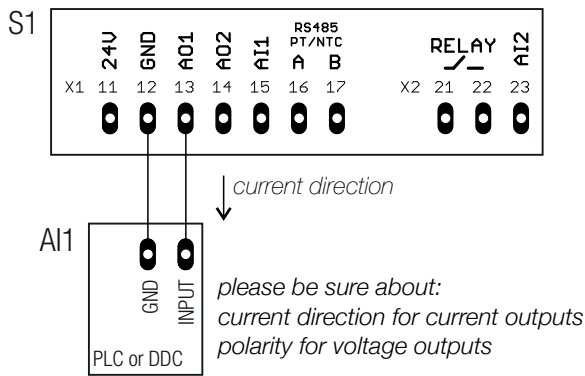 S1
RS485
PT/NTC
24V GND AO1 AO2 AI1 A B RELAY AI2
X1 11 12 13 14 15 16 17 X2 21 22 23
current direction
AI1
GND INPUT
please be sure about:
current direction for current outputs
polarity for voltage outputs
PLC or DDC